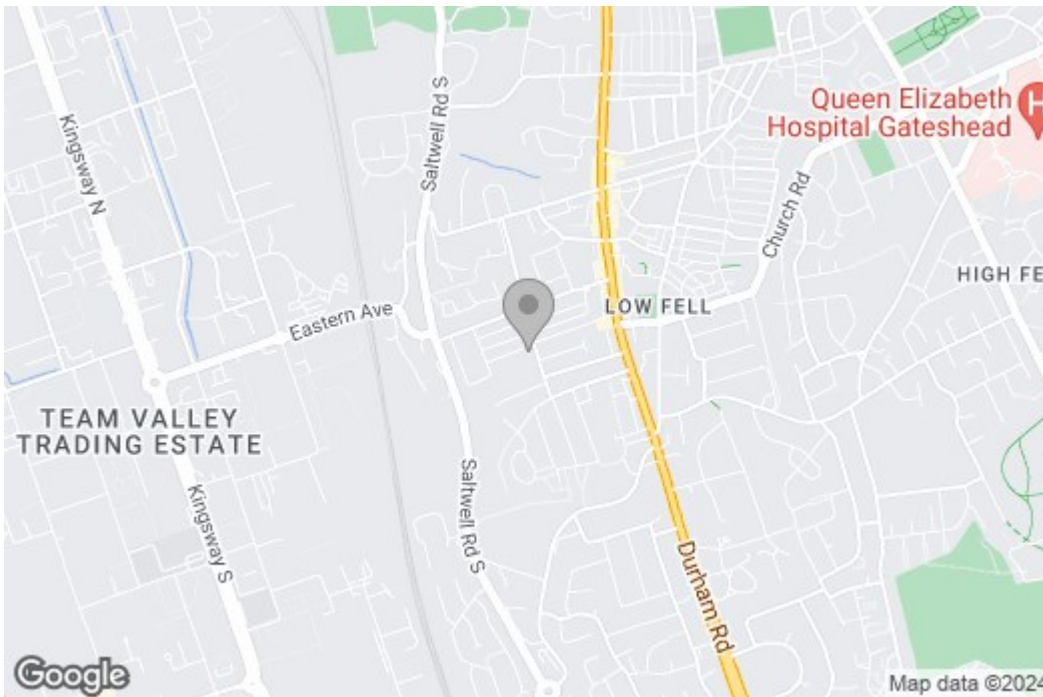 Kingsway N
Saltwell Rd S
Queen Elizabeth
Hospital Gateshead
H
Church Rd
HIGH FE
LOW FELL
Eastern Ave
TEAM VALLEY
TRADING ESTATE
Saltwell Rd S
Kingsway S
Durham Rd
Google
Map data ©2024